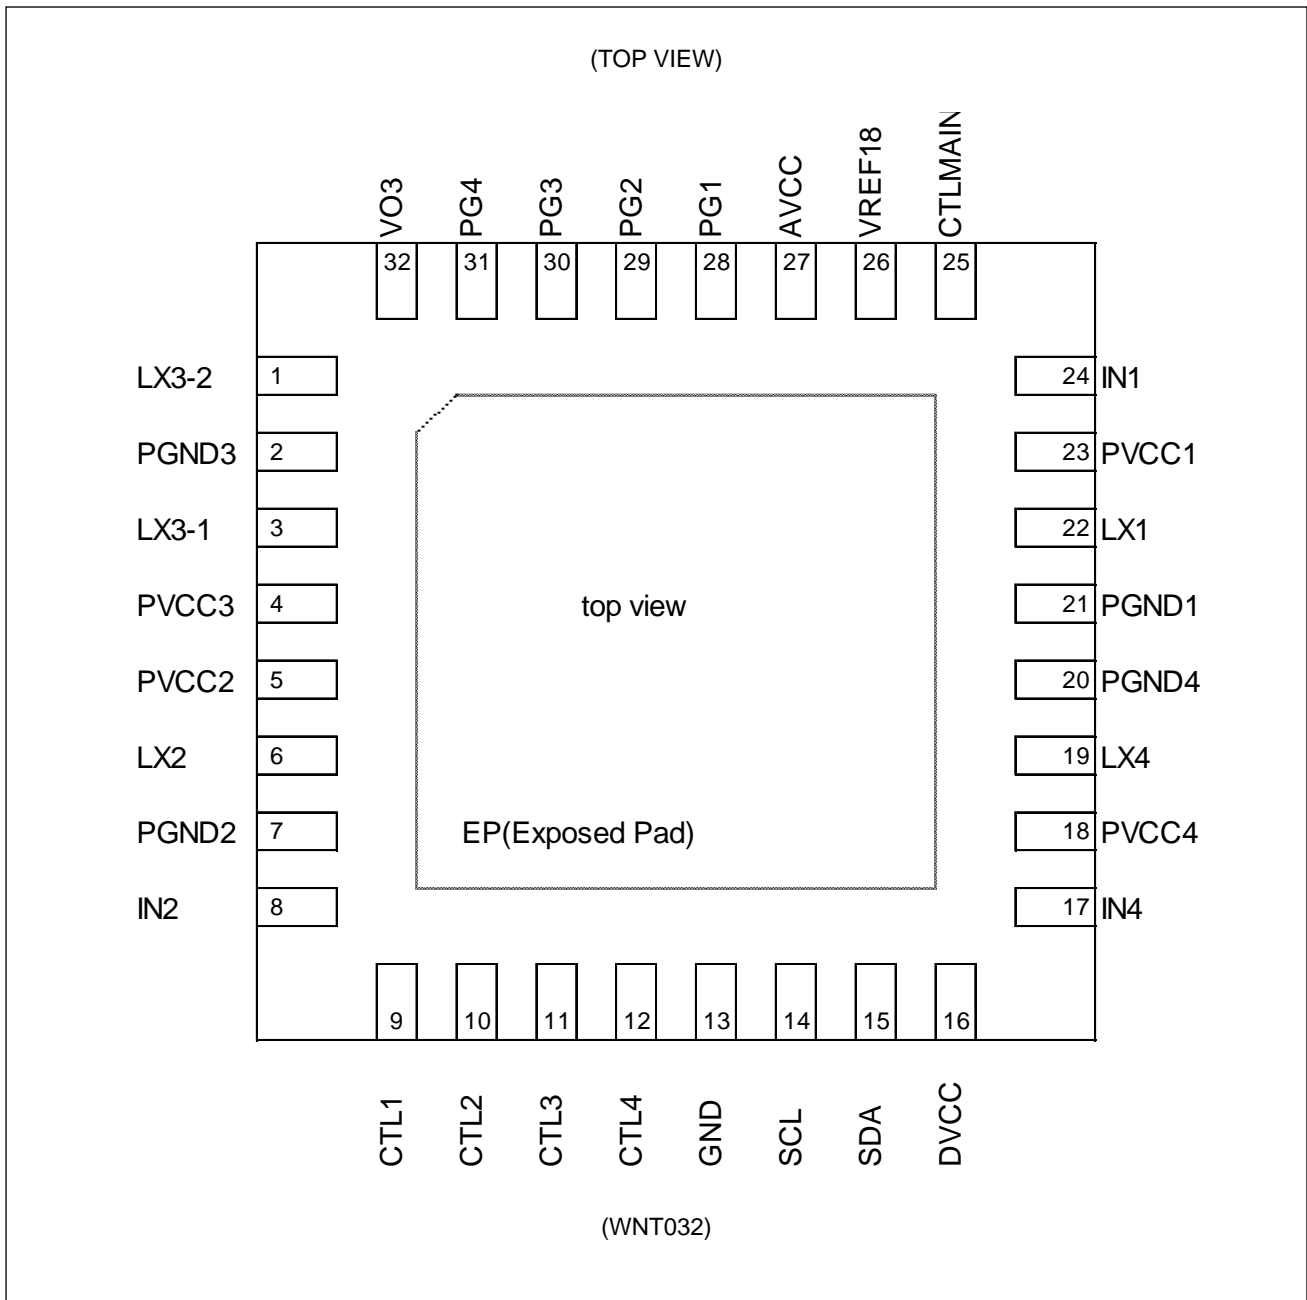 (TOP VIEW)
VO3 PG4 PG3 PG2 PG1 AVCC VREF18 CTLMAIN
32 31 30 29 28 27 26 25
LX3-2 1 24 IN1
PGND3 2 23 PVCC1
LX3-1 3 22 LX1
PVCC3 4 top view 21 PGND1
PVCC2 5 20 PGND4
LX2 6 19 LX4
PGND2 7 EP(Exposed Pad) 18 PVCC4
IN2 8 17 IN4
9 10 11 12 13 14 15 16
CTL1 CTL2 CTL3 CTL4 GND SCL SDA DVCC
(WNT032)